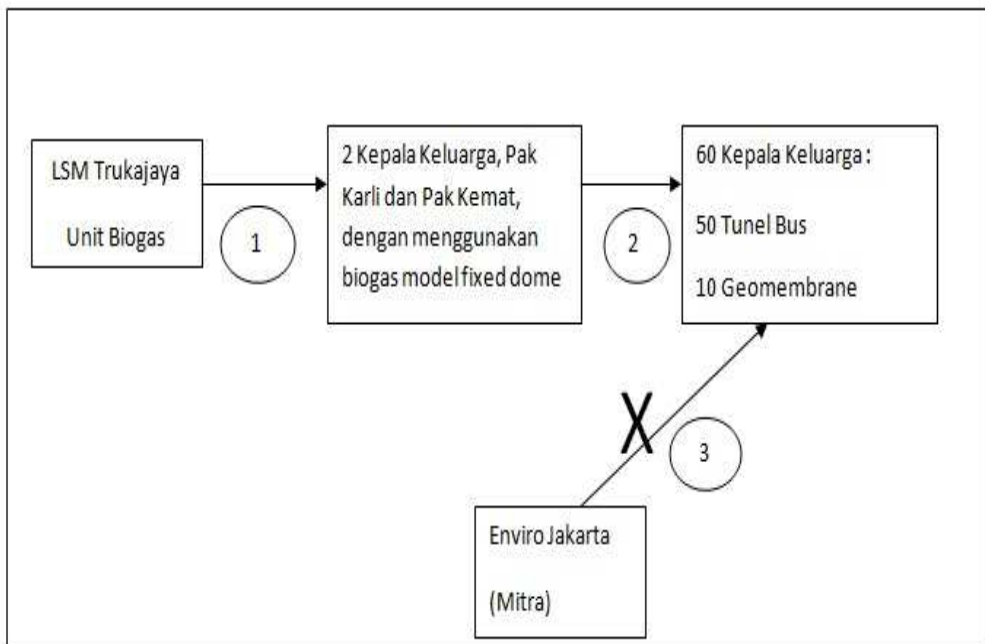 LSM Trukajaya
Unit Biogas
1
2 Kepala Keluarga, Pak
Karli dan Pak Kemat,
dengan menggunakan
biogas model fixed dome
2
60 Kepala Keluarga :
50 Tunel Bus
10 Geomembrane
X
3
Enviro Jakarta
(Mitra)